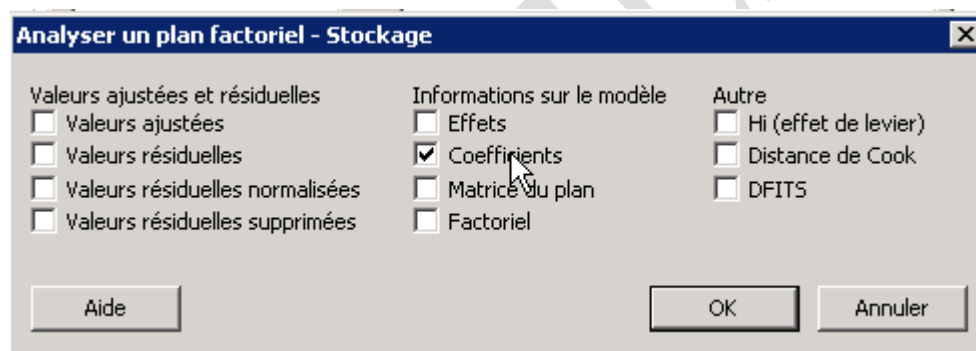 Analyser un plan factoriel - Stockage
Valeurs ajustées et résiduelles
Valeurs ajustées
Valeurs résiduelles
Valeurs résiduelles normalisées
Valeurs résiduelles supprimées
Informations sur le modèle
Effets
Coefficients
Matrice du plan
Factoriel
Autre
Hi (effet de levier)
Distance de Cook
DFITS
Aide
OK
Annuler